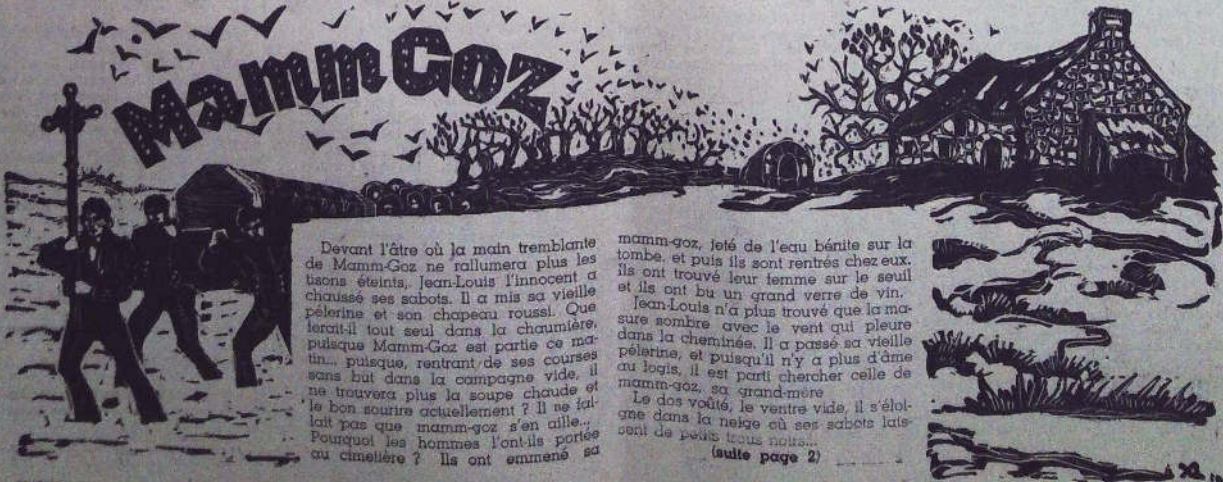 Mamm Goz
Devant l'âtre où la main tremblante
de Mamm-Goz ne rallumera plus les
tisons éteints, Jean-Louis l'innocent a
chaussé ses sabots. Il a mis sa vieille
pèlerine et son chapeau roussi. Que
ferait-il tout seul dans la chaumière,
puisque Mamm-Goz est partie ce ma-
tin... puisque, rentrant de ses courses
sans but dans la campagne vide, il
ne trouvera plus la soupe chaude et
le bon sourire actuellement ? Il ne fal-
lait pas que mamm-goz s'en aille...
Pourquoi les hommes l'ont-ils portée
au cimetière ? Ils ont emmené sa
mamm-goz, jeté de l'eau bénite sur la
tombe, et puis ils sont rentrés chez eux.
Ils ont trouvé leur femme sur le seuil
et ils ont bu un grand verre de vin.
Jean-Louis n'a plus trouvé que la ma-
sure sombre avec le vent qui pleure
dans la cheminée. Il a passé sa vieille
pèlerine, et puisqu'il n'y a plus d'âme
au logis, il est parti chercher celle de
mamm-goz, sa grand-mère
Le dos voûté, le ventre vide, il s'éloi-
gne dans la neige où ses sabots lais-
sent de petits trous noirs...
(suite page 2)